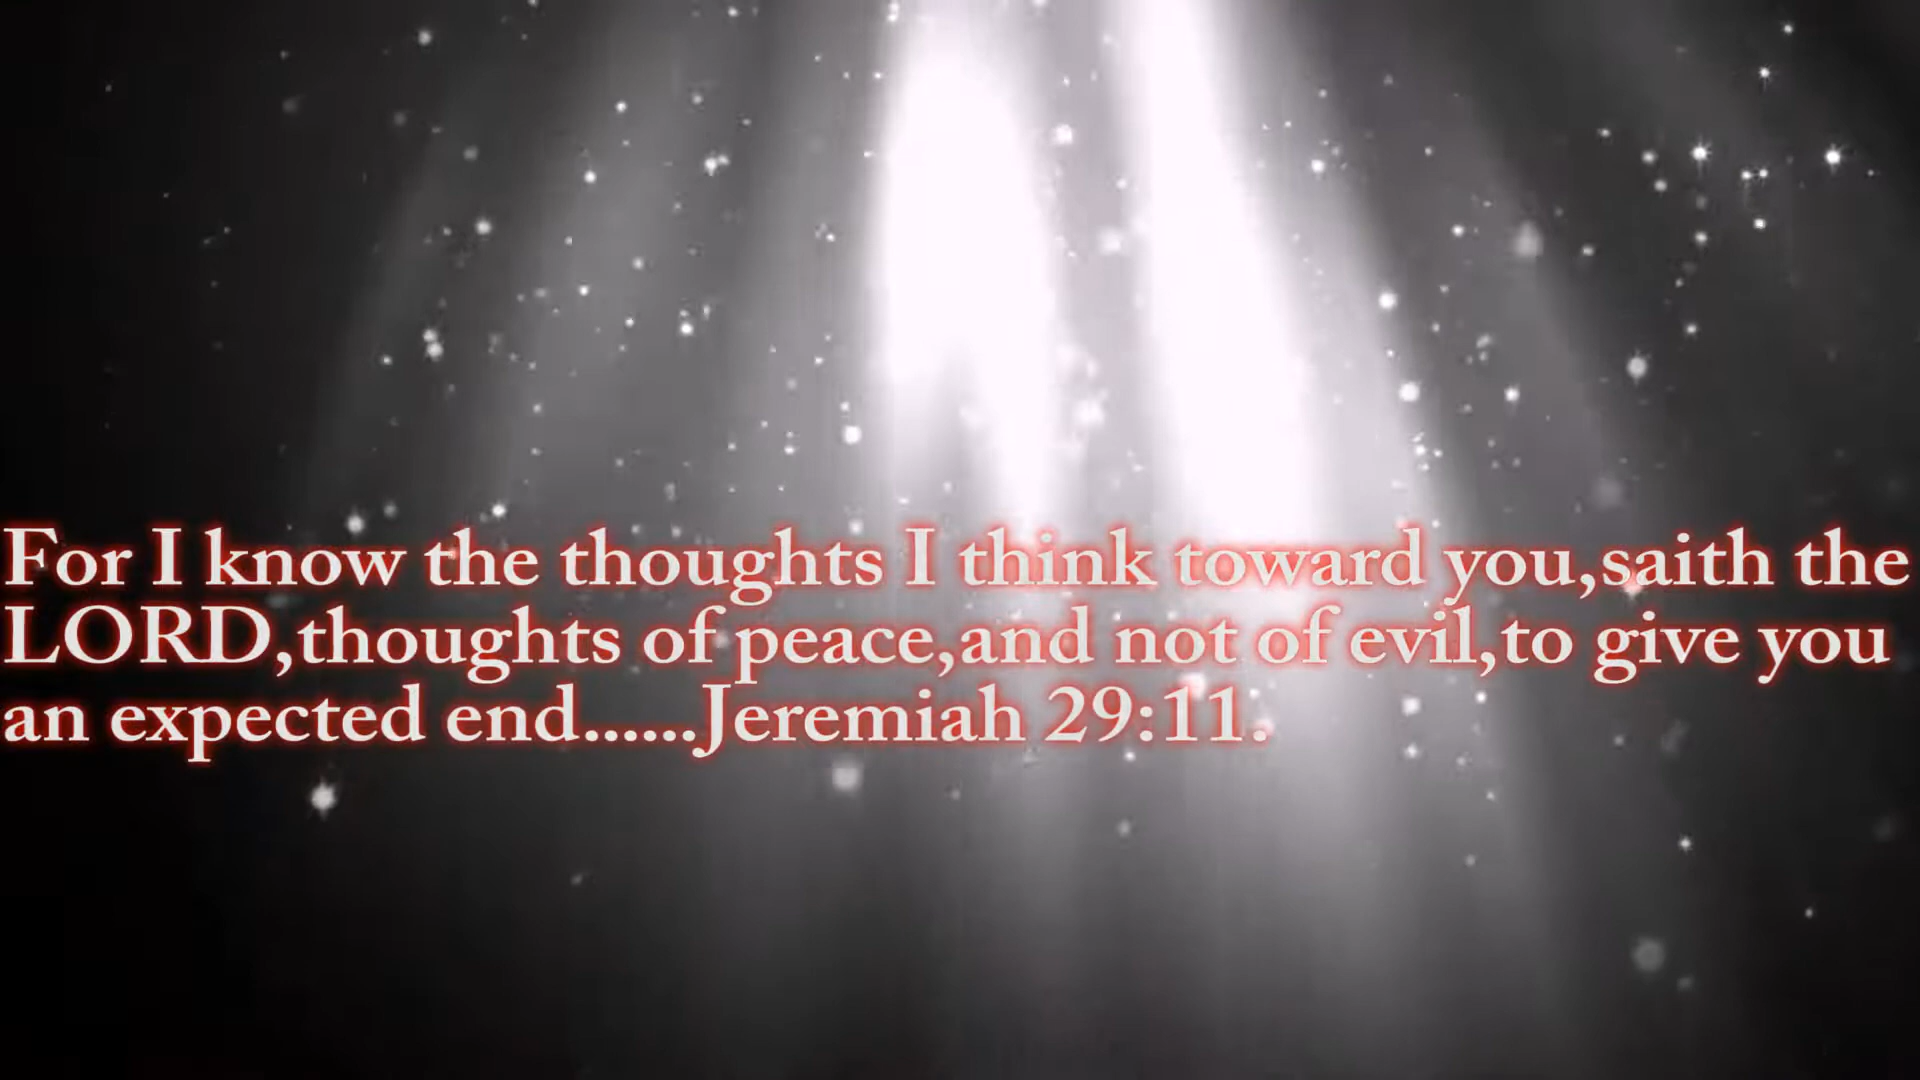 For I know the thoughts I think toward you,saith the
LORD,thoughts of peace,and not of evil,to give you
an expected end......Jeremiah 29:11.